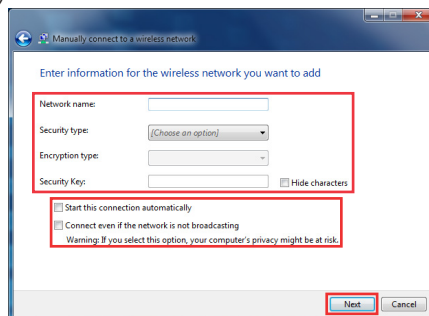 Manually connect to a wireless network
Enter information for the wireless network you want to add
Network name:
Security type: [Choose an option]
Encryption type:
Security Key: Hide characters
Start this connection automatically
Connect even if the network is not broadcasting
Warning: If you select this option, your computer's privacy might be at risk.
Next Cancel